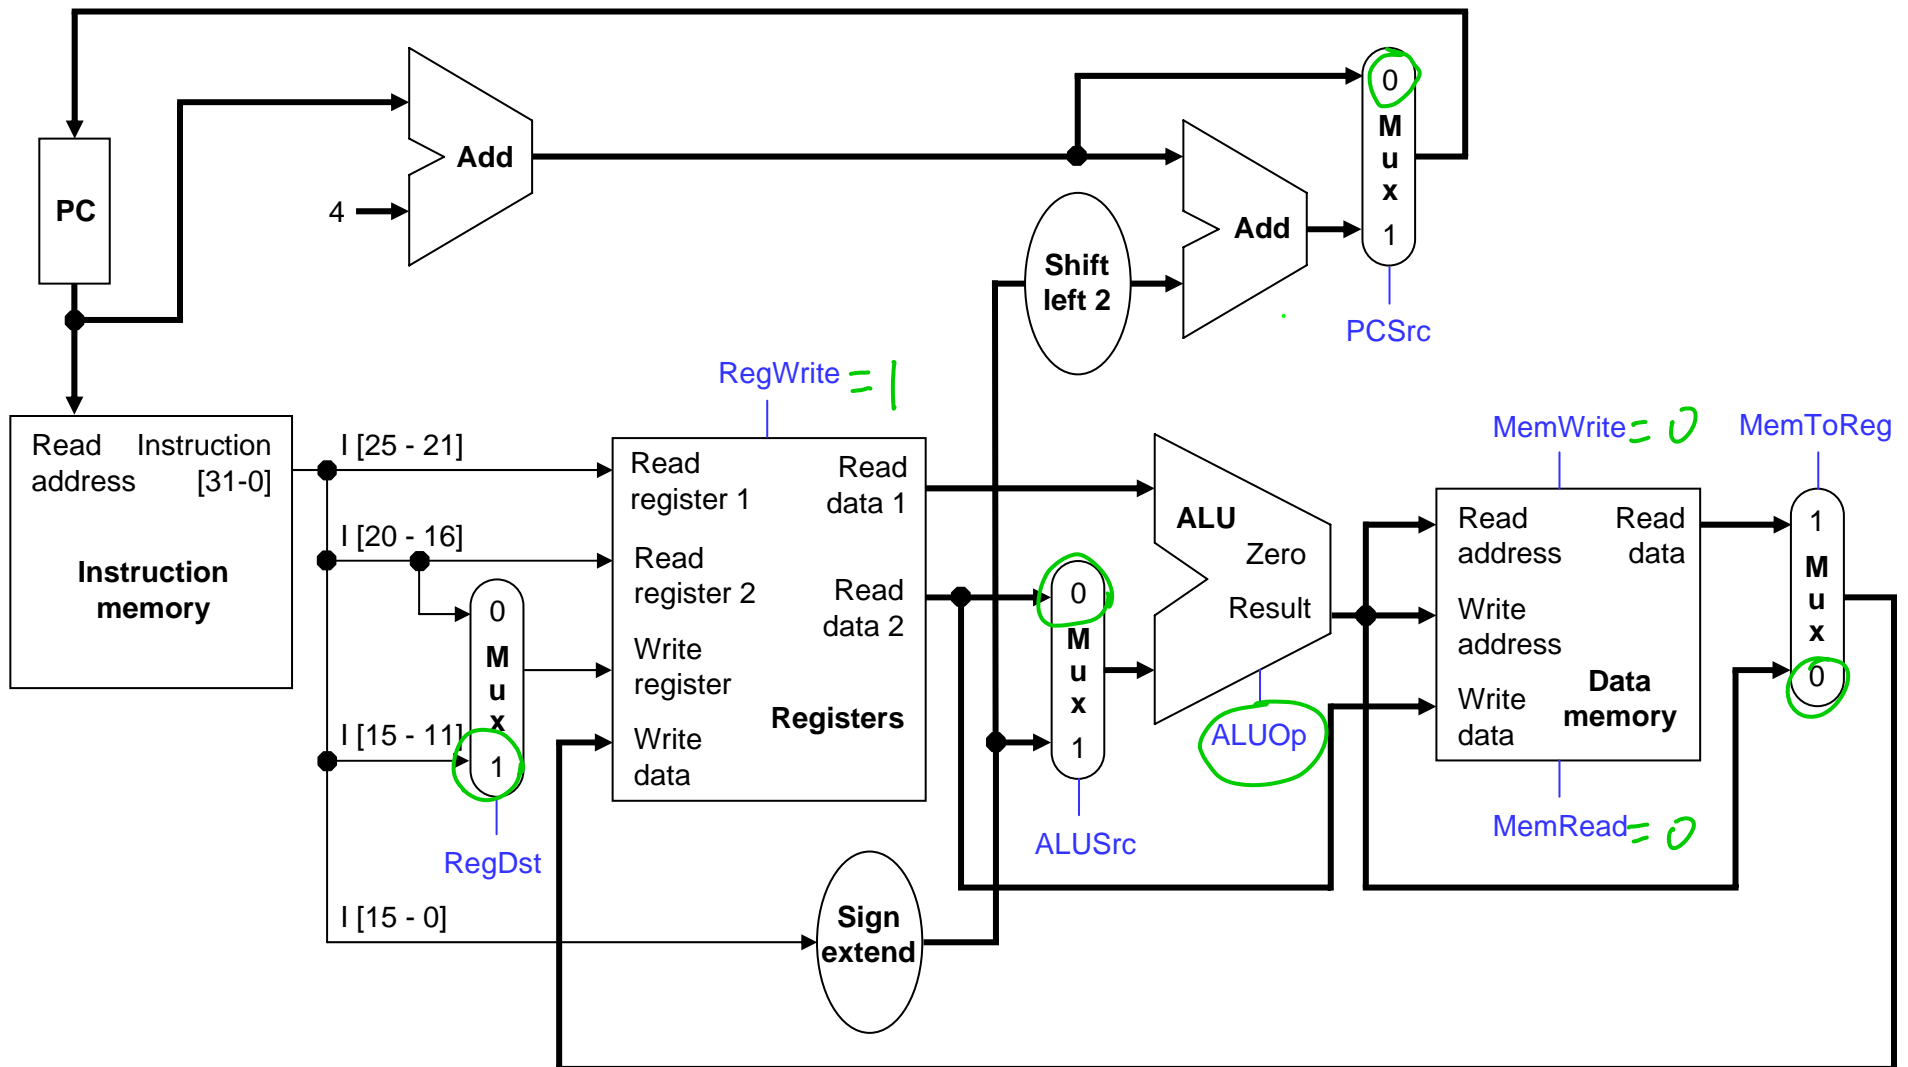 0
M
u
x
1
PCSrc
Add
4
PC
Add
Shift
left 2
RegWrite = 1
MemWrite = 0
MemToReg
Read address
Instruction [31-0]
Instruction
memory
I [25 - 21]
I [20 - 16]
I [15 - 11]
I [15 - 0]
0
M
u
x
1
RegDst
Read
register 1
Read
data 1
Read
register 2
Read
data 2
Write
register
Write
data
Registers
Sign
extend
0
M
u
x
1
ALUSrc
ALU
Zero
Result
ALUOp
Read
address
Read
data
Write
address
Write
data
Data
memory
MemRead = 0
1
M
u
x
0